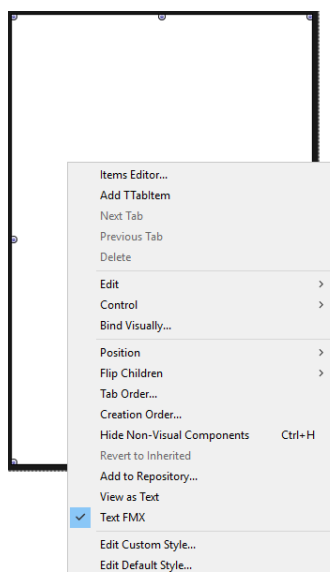 Items Editor...
Add TTabItem
Next Tab
Previous Tab
Delete
Edit
Control
Bind Visually...
Position
Flip Children
Tab Order...
Creation Order...
Hide Non-Visual Components Ctrl+H
Revert to Inherited
Add to Repository...
View as Text
Text FMX
Edit Custom Style...
Edit Default Style...